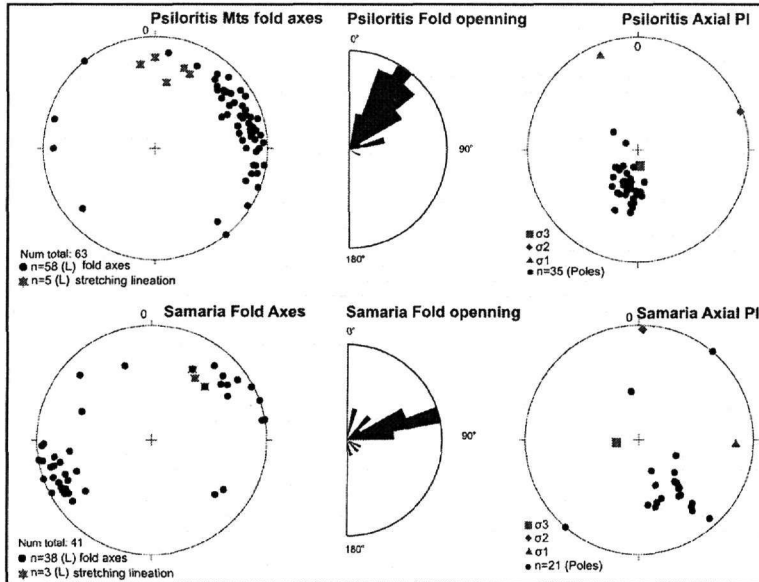 Psiloritis Mts fold axes
0
Num total: 63
n=58 (L) fold axes
n=5 (L) stretching lineation
Psiloritis Fold openning
0°
90°
180°
Psiloritis Axial Pl
0
σ3
σ2
σ1
n=35 (Poles)
Samaria Fold Axes
0
Num total: 41
n=38 (L) fold axes
n=3 (L) stretching lineation
Samaria Fold openning
0°
90°
180°
Samaria Axial Pl
0
σ3
σ2
σ1
n=21 (Poles)